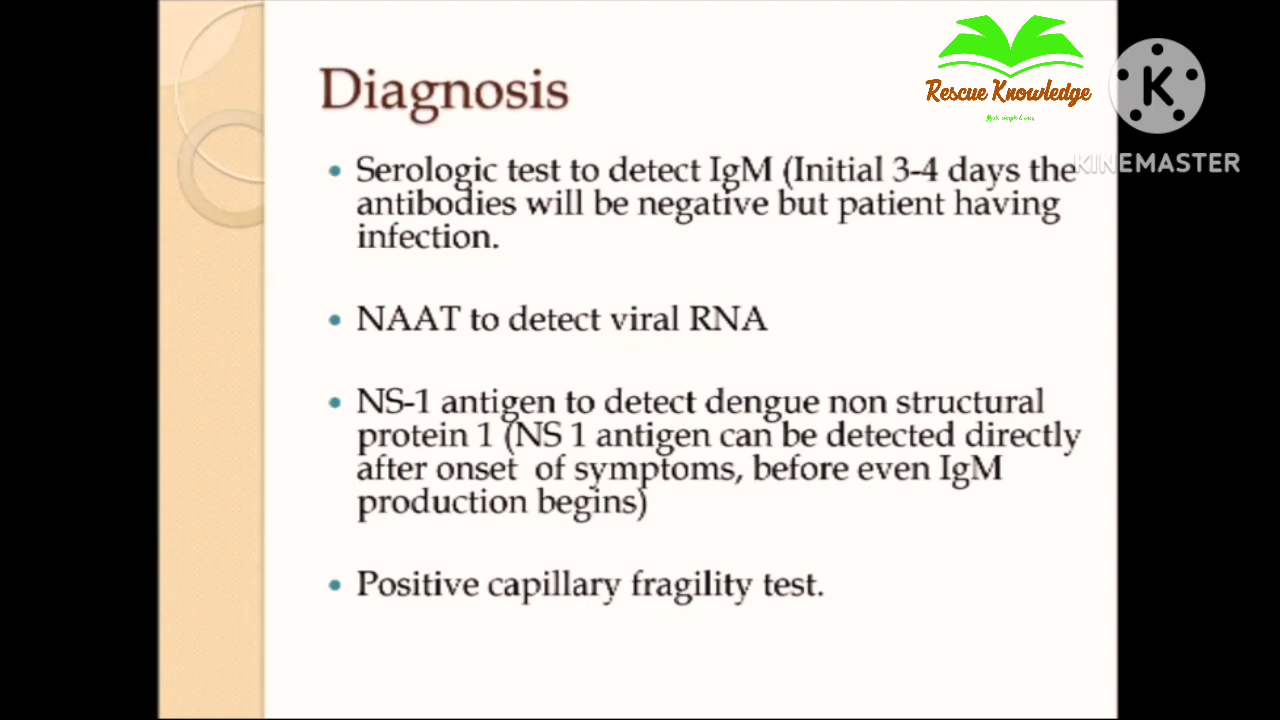 Diagnosis
Rescue Knowledge
K
KINEMASTER
Serologic test to detect IgM (Initial 3-4 days the
antibodies will be negative but patient having
infection.
NAAT to detect viral RNA
NS-1 antigen to detect dengue non structural
protein 1 (NS 1 antigen can be detected directly
after onset of symptoms, before even IgM
production begins)
Positive capillary fragility test.